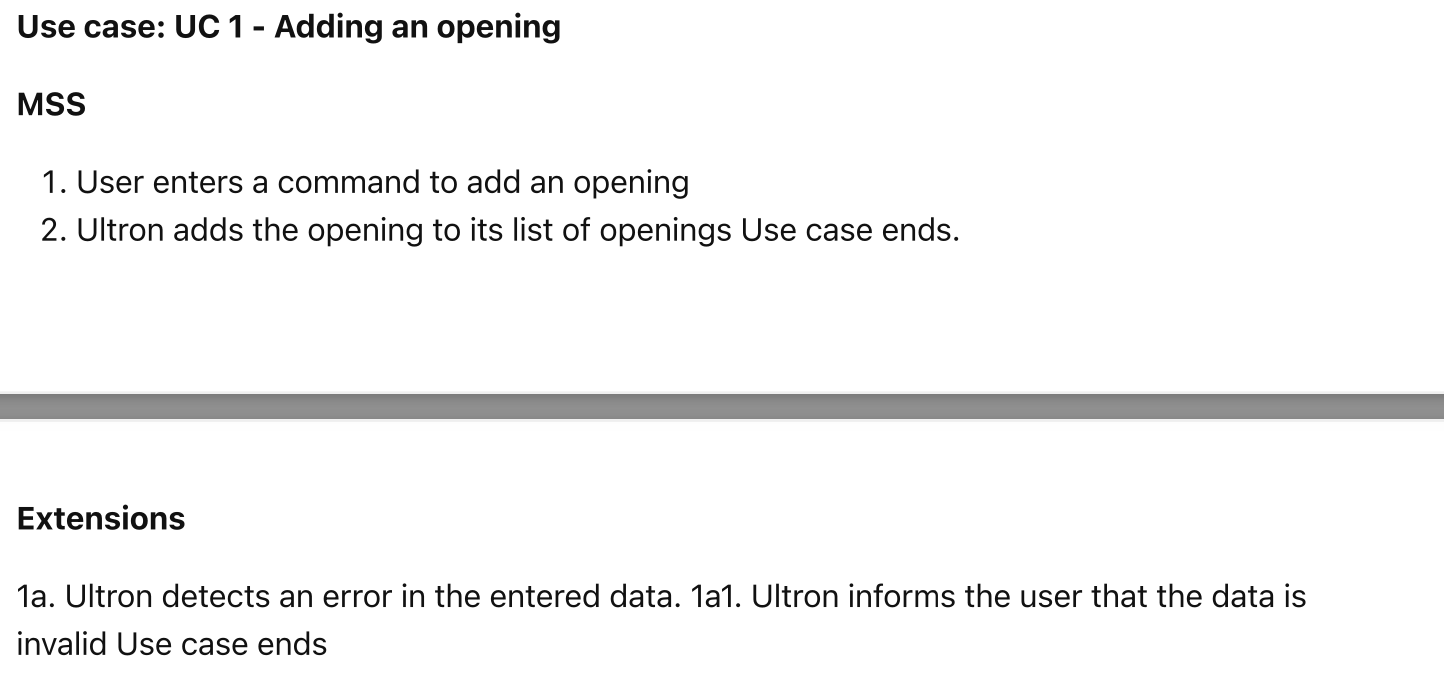 Use case: UC 1 - Adding an opening
MSS
1. User enters a command to add an opening
2. Ultron adds the opening to its list of openings Use case ends.
Extensions
1a. Ultron detects an error in the entered data. 1a1. Ultron informs the user that the data is
invalid Use case ends